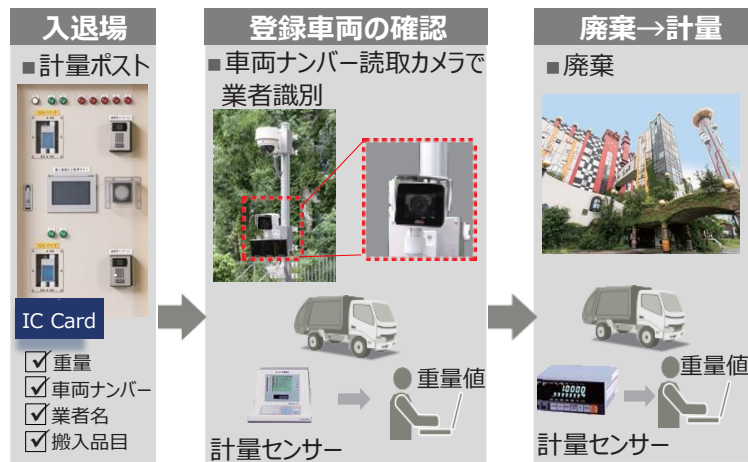 入退場
■計量ポスト
IC Card
重量
車両ナンバー
業者名
搬入品目
登録車両の確認
■車両ナンバー読取カメラで
業者識別
重量値
計量センサー
廃棄→計量
■廃棄
10000
重量値
計量センサー